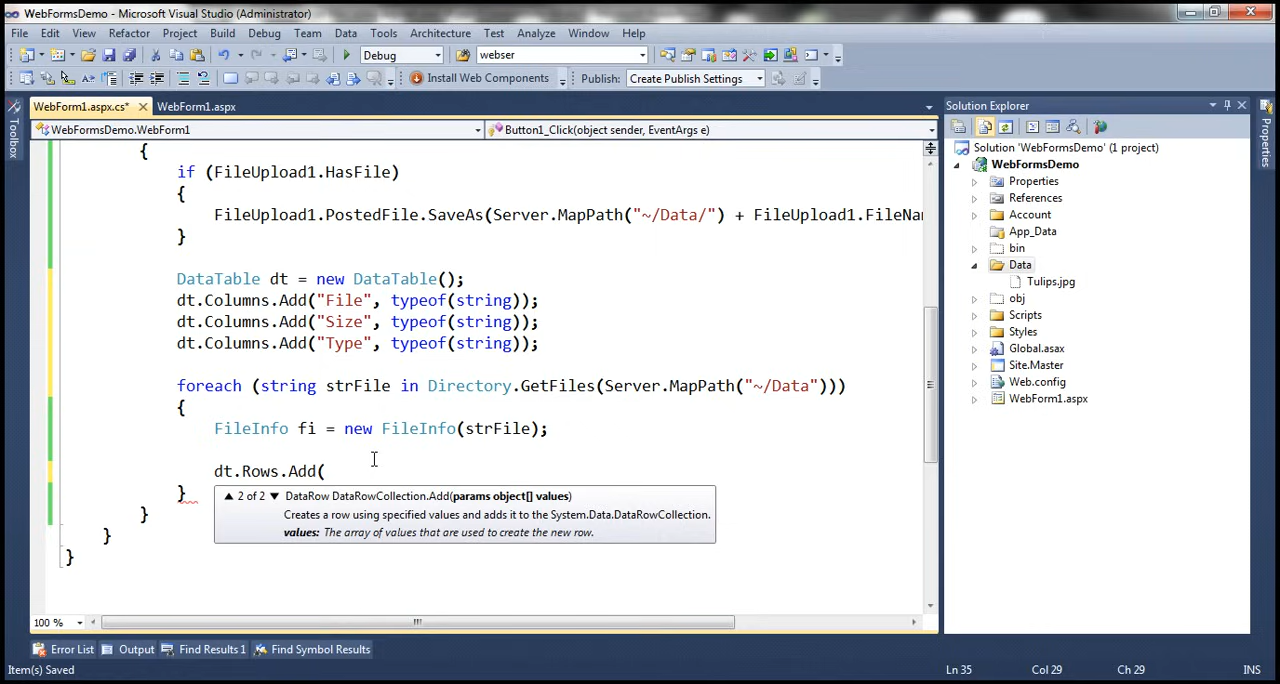 WebFormsDemo - Microsoft Visual Studio (Administrator)
File Edit View Refactor Project Build Debug Team Data Tools Architecture Test Analyze Window Help
Debug webser
Install Web Components Publish: Create Publish Settings
WebForm1.aspx.cs* WebForm1.aspx
WebFormsDemo.WebForm1 Button1_Click(object sender, EventArgs e)
Toolbox
{
if (FileUpload1.HasFile)
{
FileUpload1.PostedFile.SaveAs(Server.MapPath("~/Data/") + FileUpload1.FileNam
}
DataTable dt = new DataTable();
dt.Columns.Add("File", typeof(string));
dt.Columns.Add("Size", typeof(string));
dt.Columns.Add("Type", typeof(string));
foreach (string strFile in Directory.GetFiles(Server.MapPath("~/Data")))
{
FileInfo fi = new FileInfo(strFile);
dt.Rows.Add(
}
2 of 2 DataRow DataRowCollection.Add(params object[] values)
Creates a row using specified values and adds it to the System.Data.DataRowCollection.
values: The array of values that are used to create the new row.
}
}
}
100 %
Solution Explorer
Solution 'WebFormsDemo' (1 project)
WebFormsDemo
Properties
References
Account
App_Data
bin
Data
Tulips.jpg
obj
Scripts
Styles
Global.asax
Site.Master
Web.config
WebForm1.aspx
Properties
Error List Output Find Results 1 Find Symbol Results
Item(s) Saved Ln 35 Col 29 Ch 29 INS